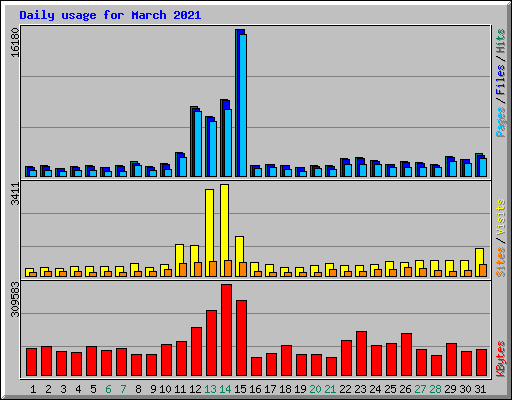 Daily usage for March 2021
16180
Pages / Files / Hits
3411
Sites / Visits
309583
KBytes
1 2 3 4 5 6 7 8 9 10 11 12 13 14 15 16 17 18 19 20 21 22 23 24 25 26 27 28 29 30 31